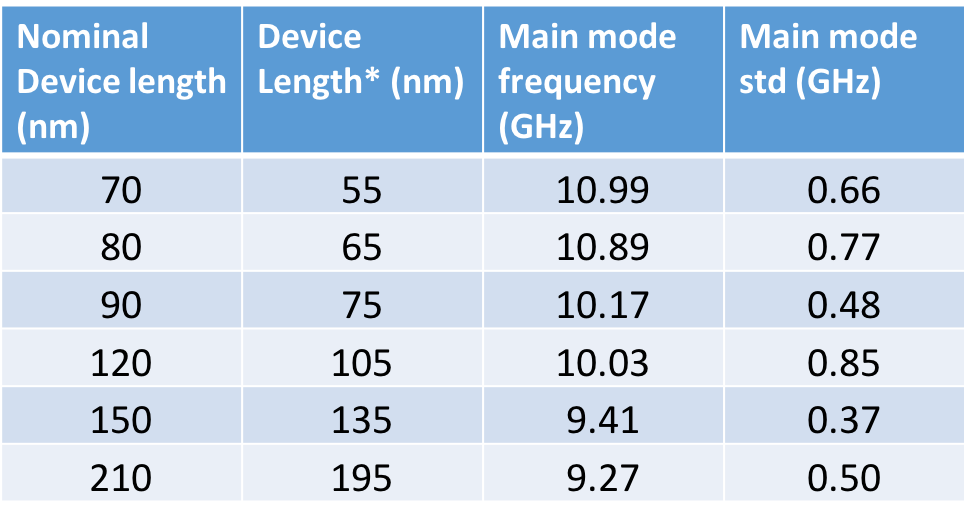 Nominal Device length (nm) Device Length* (nm) Main mode frequency (GHz) Main mode std (GHz)
70 55 10.99 0.66
80 65 10.89 0.77
90 75 10.17 0.48
120 105 10.03 0.85
150 135 9.41 0.37
210 195 9.27 0.50